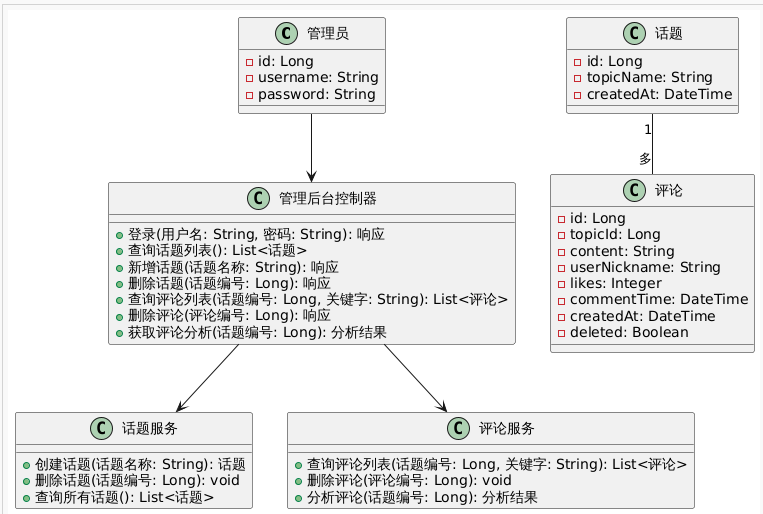 C 管理员
id: Long
username: String
password: String
C 话题
id: Long
topicName: String
createdAt: DateTime
1
多
C 管理后台控制器
登录(用户名: String, 密码: String): 响应
查询话题列表(): List<话题>
新增话题(话题名称: String): 响应
删除话题(话题编号: Long): 响应
查询评论列表(话题编号: Long, 关键字: String): List<评论>
删除评论(评论编号: Long): 响应
获取评论分析(话题编号: Long): 分析结果
C 评论
id: Long
topicId: Long
content: String
userNickname: String
likes: Integer
commentTime: DateTime
createdAt: DateTime
deleted: Boolean
C 话题服务
创建话题(话题名称: String): 话题
删除话题(话题编号: Long): void
查询所有话题(): List<话题>
C 评论服务
查询评论列表(话题编号: Long, 关键字: String): List<评论>
删除评论(评论编号: Long): void
分析评论(话题编号: Long): 分析结果